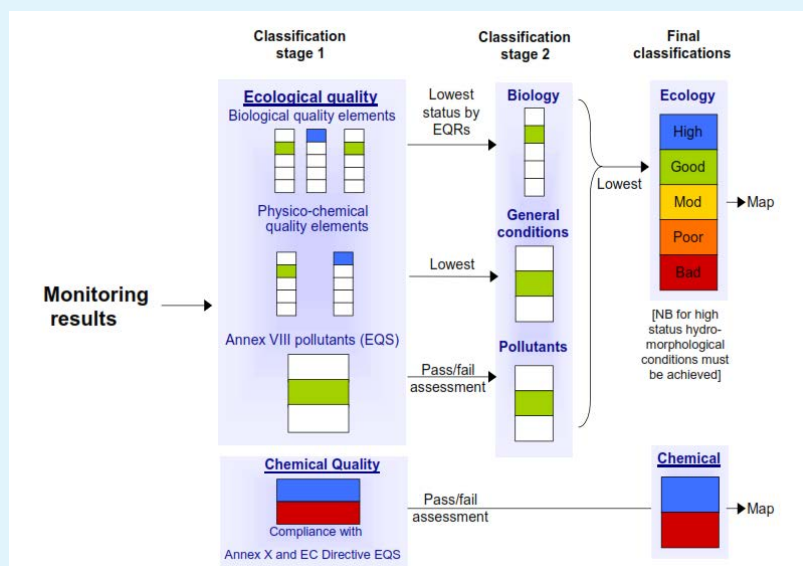 Classification
stage 1
Classification
stage 2
Final
classifications
Ecological quality
Biological quality elements
Lowest
status by
EQRs
Biology
Ecology
High
Good
Mod
Poor
Bad
Lowest
Map
Physico-chemical
quality elements
General
conditions
Lowest
Monitoring
results
Annex VIII pollutants (EQS)
Pass/fail
assessment
Pollutants
[NB for high
status hydro-
morphological
conditions must
be achieved]
Chemical Quality
Compliance with
Annex X and EC Directive EQS
Pass/fail
assessment
Chemical
Map